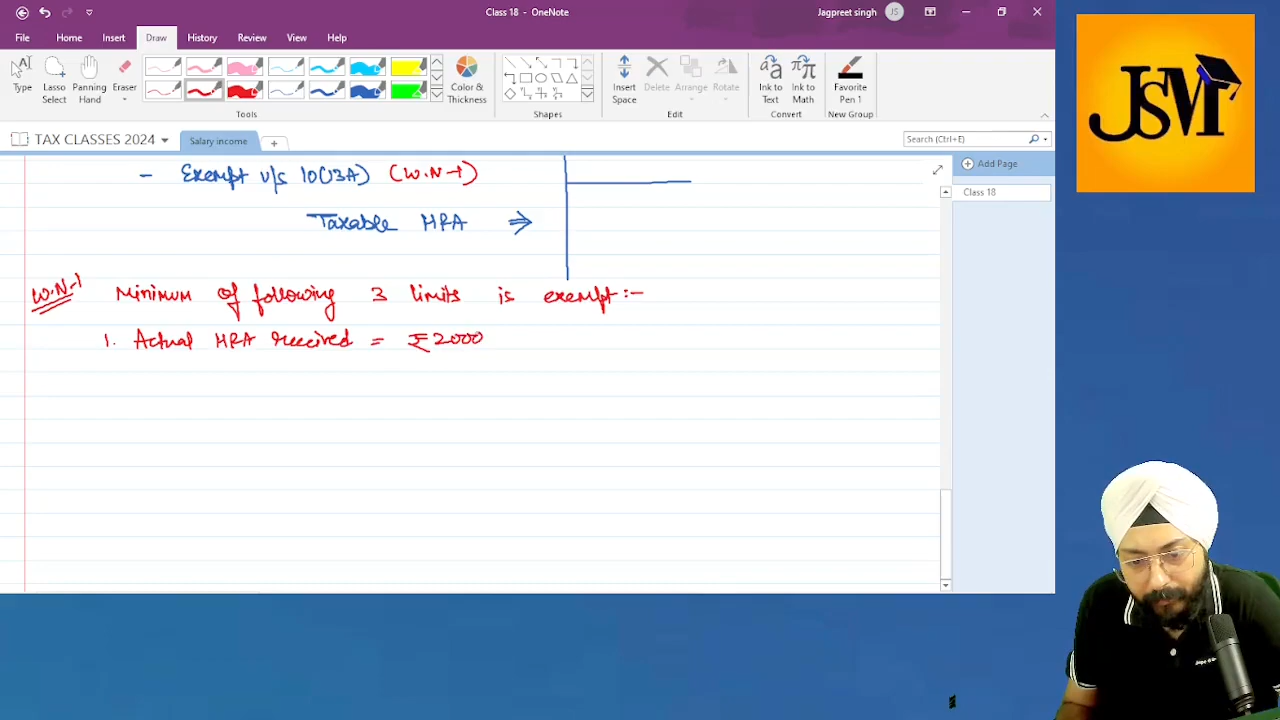 Class 18 - OneNote
Jagpreet singh JS
File Home Insert Draw History Review View Help
Type
Lasso Select
Panning Hand
Eraser
Color & Thickness
Insert Space
Delete
Arrange
Rotate
Ink to Text
Ink to Math
Favorite Pen 1
Tools Shapes Edit Convert New Group
TAX CLASSES 2024 Salary income Search (Ctrl+E)
Add Page
Class 18
- Exempt u/s 10(13A) (W.N-1)
Taxable HRA ⇒
W.N-1 Minimum of following 3 limits is exempt:-
1. Actual HRA received = ₹2000
JSM